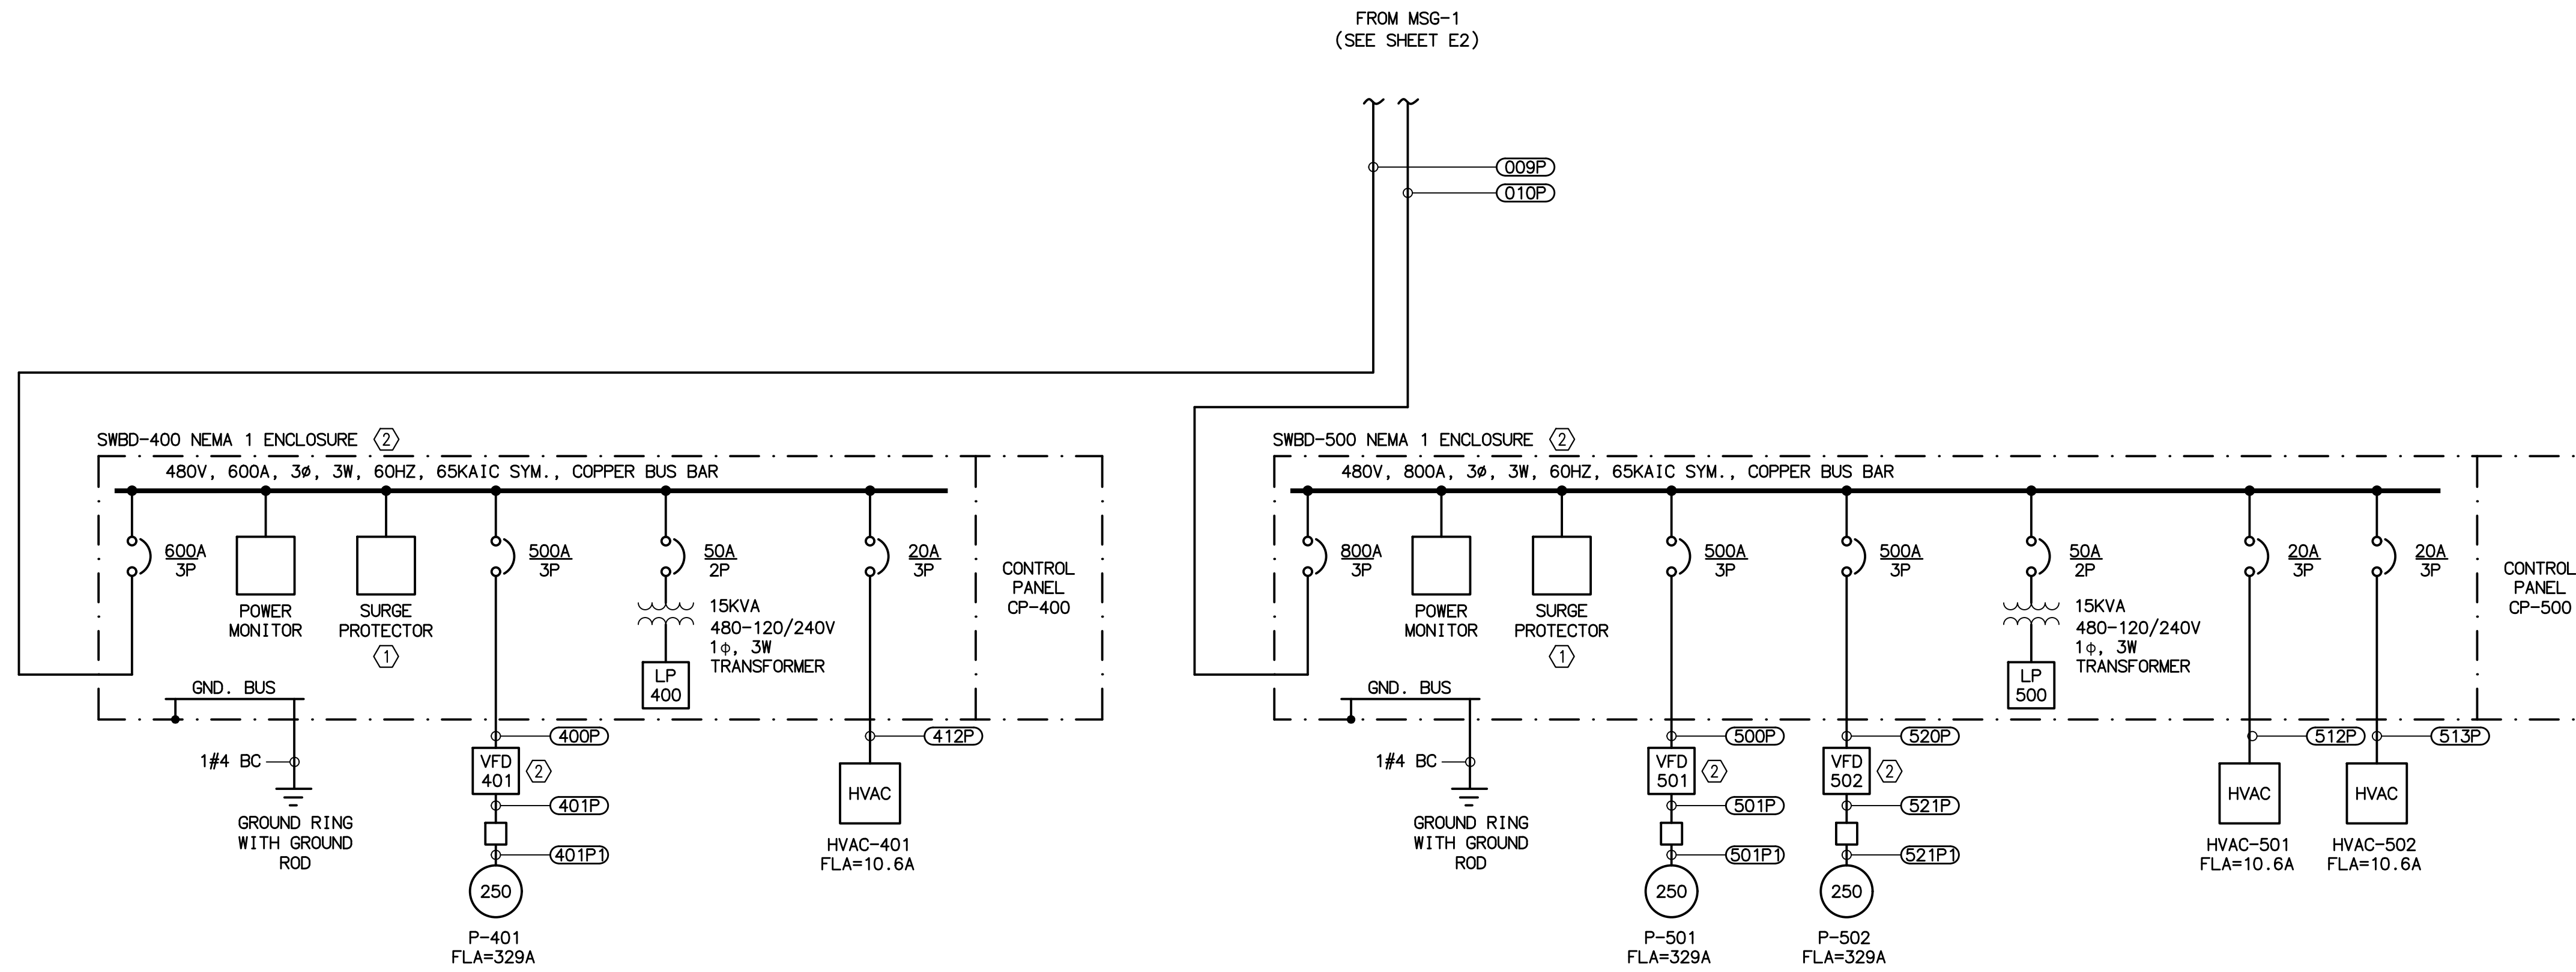 FROM MSG-1
(SEE SHEET E2)
009P
010P
SWBD-400 NEMA 1 ENCLOSURE 2
480V, 600A, 3ø, 3W, 60HZ, 65KAIC SYM., COPPER BUS BAR
600A
3P
POWER
MONITOR
SURGE
PROTECTOR
1
500A
3P
50A
2P
15KVA
480-120/240V
1ϕ, 3W
TRANSFORMER
LP
400
20A
3P
CONTROL
PANEL
CP-400
GND. BUS
1#4 BC
GROUND RING
WITH GROUND
ROD
400P
VFD
401
2
401P
401P1
250
P-401
FLA=329A
412P
HVAC
HVAC-401
FLA=10.6A
SWBD-500 NEMA 1 ENCLOSURE 2
480V, 800A, 3ø, 3W, 60HZ, 65KAIC SYM., COPPER BUS BAR
800A
3P
POWER
MONITOR
SURGE
PROTECTOR
1
500A
3P
500A
3P
50A
2P
15KVA
480-120/240V
1ϕ, 3W
TRANSFORMER
LP
500
20A
3P
20A
3P
CONTROL
PANEL
CP-500
GND. BUS
1#4 BC
GROUND RING
WITH GROUND
ROD
500P
VFD
501
2
501P
501P1
250
P-501
FLA=329A
520P
VFD
502
2
521P
521P1
250
P-502
FLA=329A
512P
HVAC
HVAC-501
FLA=10.6A
513P
HVAC
HVAC-502
FLA=10.6A